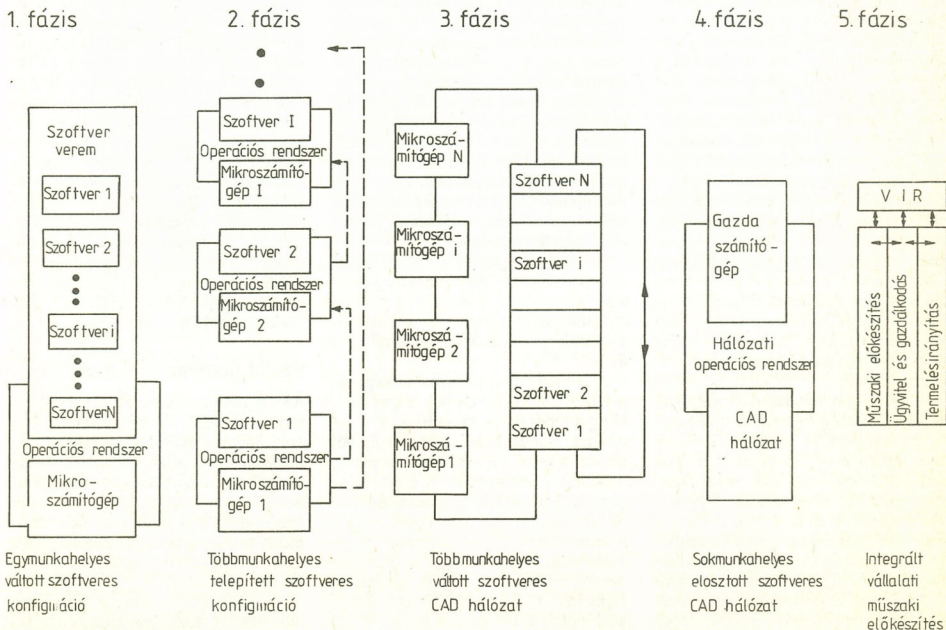 1. fázis
2. fázis
3. fázis
4. fázis
5. fázis
Szoftver
verem
Szoftver 1
Szoftver 2
Szoftver i
Szoftver N
Operációs rendszer
Mikro-
számítógép
Szoftver I
Operációs rendszer
Mikroszámító-
gép I
Szoftver 2
Operációs rendszer
Mikroszámító-
gép 2
Szoftver 1
Operációs rendszer
Mikroszámító-
gép 1
Mikroszá-
mítógép N
Mikroszá-
mítógép i
Mikroszá-
mítógép 2
Mikroszá-
mítógép 1
Szoftver N
Szoftver i
Szoftver 2
Szoftver 1
Gazda
számító-
gép
Hálózati
operációs rendszer
CAD
hálózat
V I R
Műszaki előkészítés
Ügyvitel és gazdálkodás
Termelésirányítás
Egymunkahelyes
váltott szoftveres
konfiguráció
Többmunkahelyes
telepített szoftveres
konfiguráció
Többmunkahelyes
váltott szoftveres
CAD hálózat
Sokmunkahelyes
elosztott szoftveres
CAD hálózat
Integrált
vállalati
műszaki
előkészítés